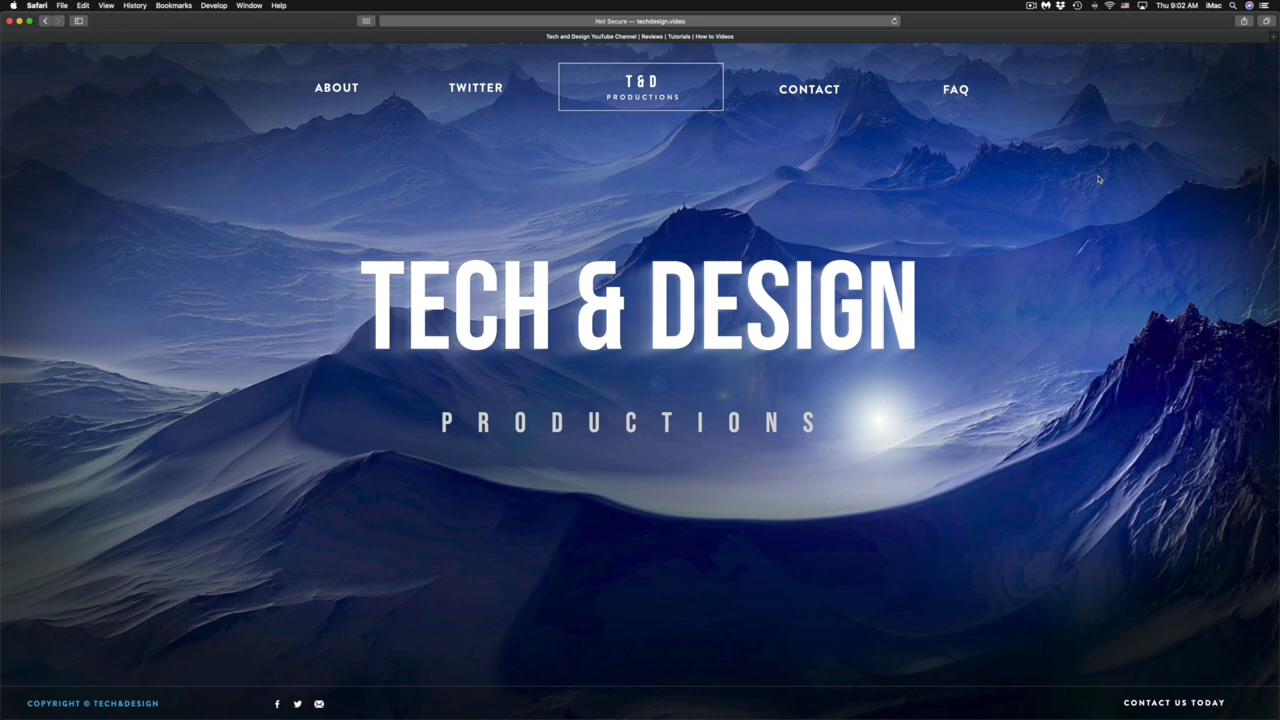 Safari File Edit View History Bookmarks Develop Window Help Thu 9:02 AM iMac
Not Secure — techdesign.video
Tech and Design YouTube Channel | Reviews | Tutorials | How to Videos
ABOUT TWITTER T&D CONTACT FAQ
PRODUCTIONS
TECH & DESIGN
PRODUCTIONS
COPYRIGHT © TECH&DESIGN CONTACT US TODAY